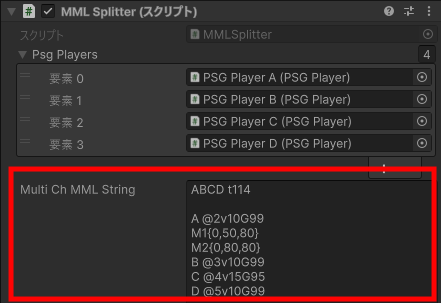 MML Splitter (スクリプト)
スクリプト MMLSplitter
Psg Players 4
要素 0 PSG Player A (PSG Player)
要素 1 PSG Player B (PSG Player)
要素 2 PSG Player C (PSG Player)
要素 3 PSG Player D (PSG Player)
Multi Ch MML String
ABCD t114
A @2v10G99
M1{0,50,80}
M2{0,80,80}
B @3v10G99
C @4v15G95
D @5v10G99